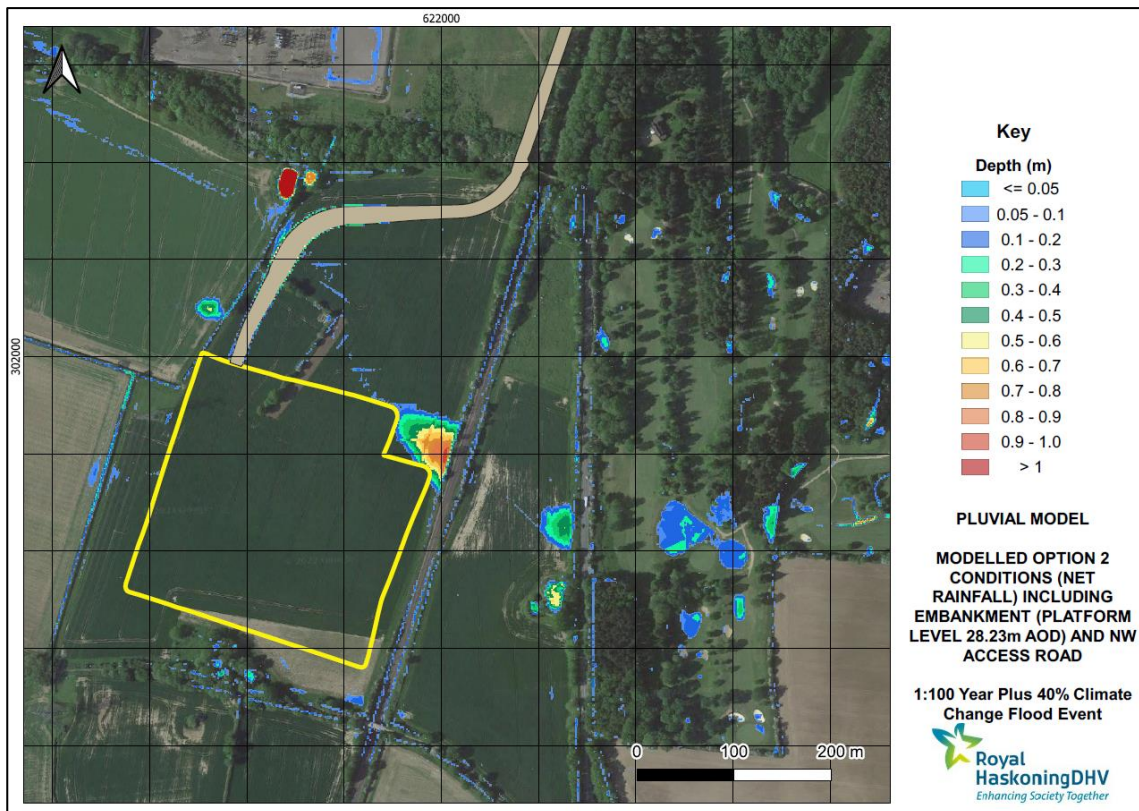 622000
302000
Key
Depth (m)
<= 0.05
0.05 - 0.1
0.1 - 0.2
0.2 - 0.3
0.3 - 0.4
0.4 - 0.5
0.5 - 0.6
0.6 - 0.7
0.7 - 0.8
0.8 - 0.9
0.9 - 1.0
> 1
PLUVIAL MODEL
MODELLED OPTION 2
CONDITIONS (NET
RAINFALL) INCLUDING
EMBANKMENT (PLATFORM
LEVEL 28.23m AOD) AND NW
ACCESS ROAD
1:100 Year Plus 40% Climate
Change Flood Event
0 100 200 m
Royal
HaskoningDHV
Enhancing Society Together